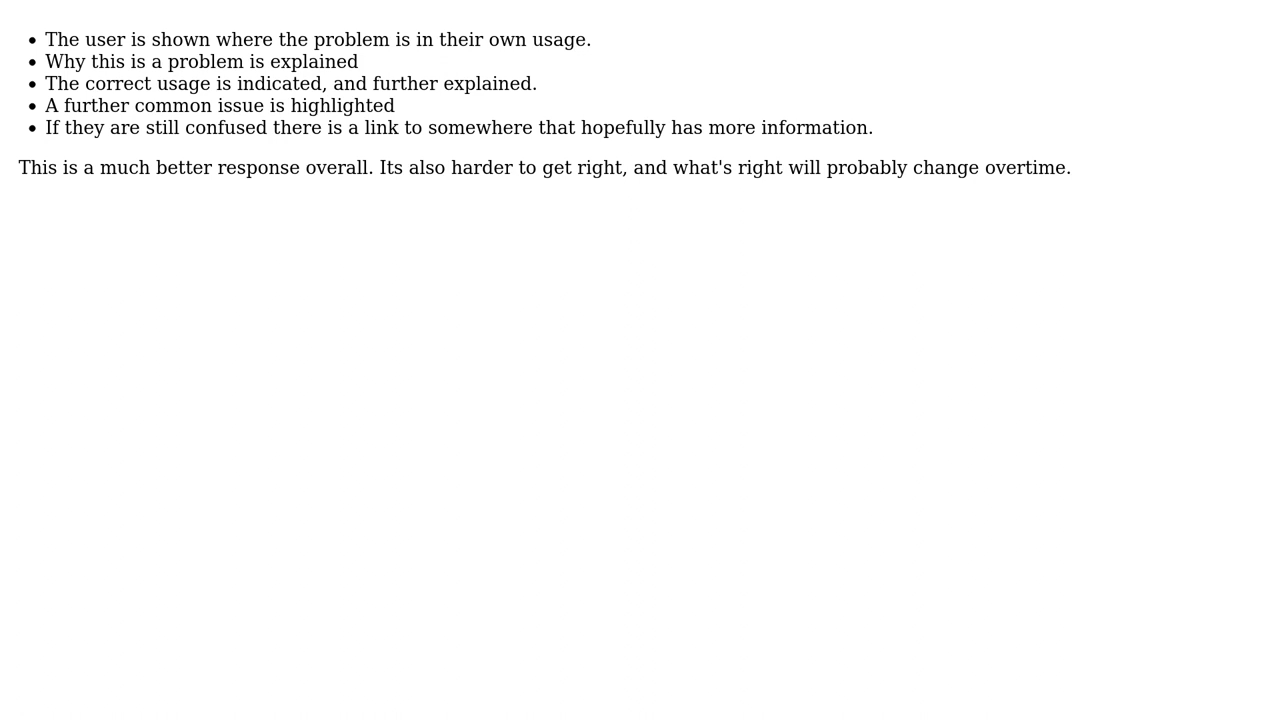 The user is shown where the problem is in their own usage.
Why this is a problem is explained
The correct usage is indicated, and further explained.
A further common issue is highlighted
If they are still confused there is a link to somewhere that hopefully has more information.
This is a much better response overall. Its also harder to get right, and what's right will probably change overtime.